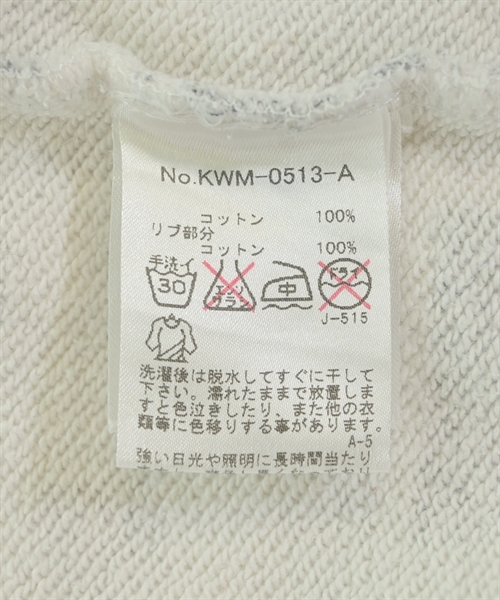 No.KWM-0513-A
コットン 100%
リブ部分
コットン 100%
手洗イ
30
エンソ
サラシ
中
ドライ
J-515
洗濯後は脱水してすぐに干して
下さい。濡れたままで放置しま
すと色泣きしたり、また他の衣
類等に色移りする事があります。
A-5
強い日光や照明に長時間当たり